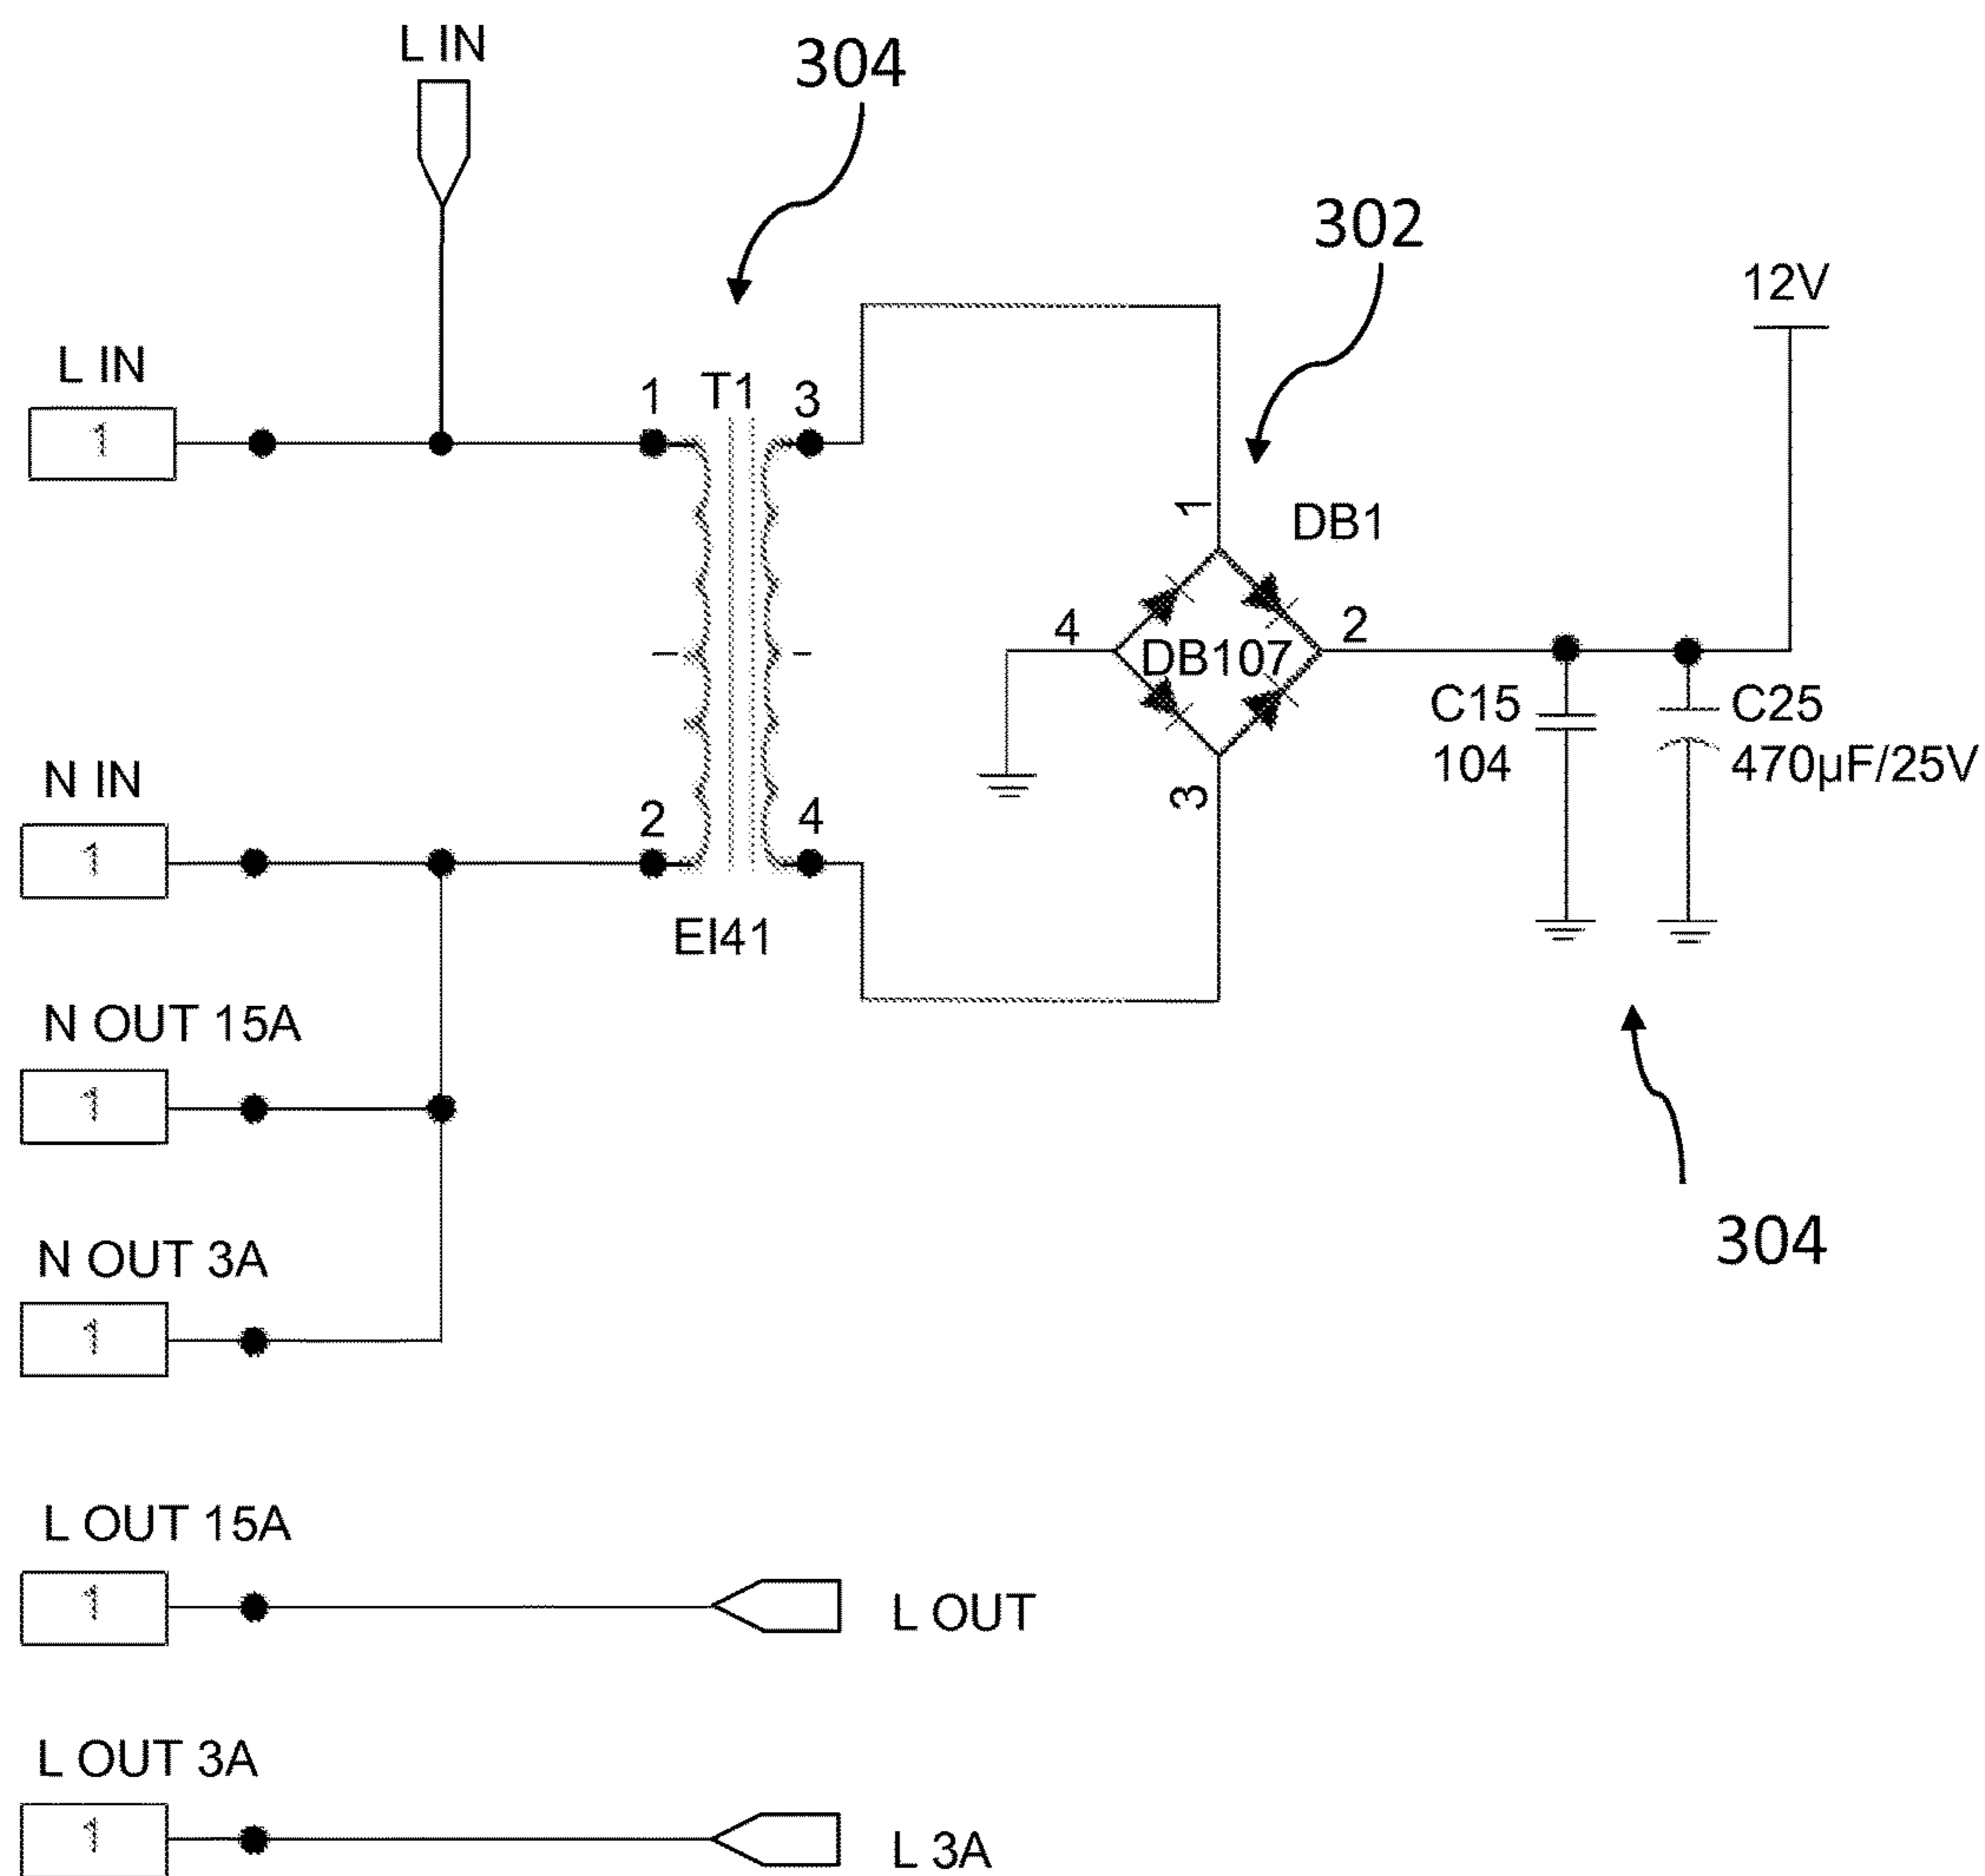 L IN
304
302
12V
L IN
1
1
T1
3
1
DB1
4
DB107
2
C15
104
C25
470µF/25V
3
N IN
1
2
4
EI41
N OUT 15A
1
304
N OUT 3A
1
L OUT 15A
1
L OUT
L OUT 3A
1
L 3A